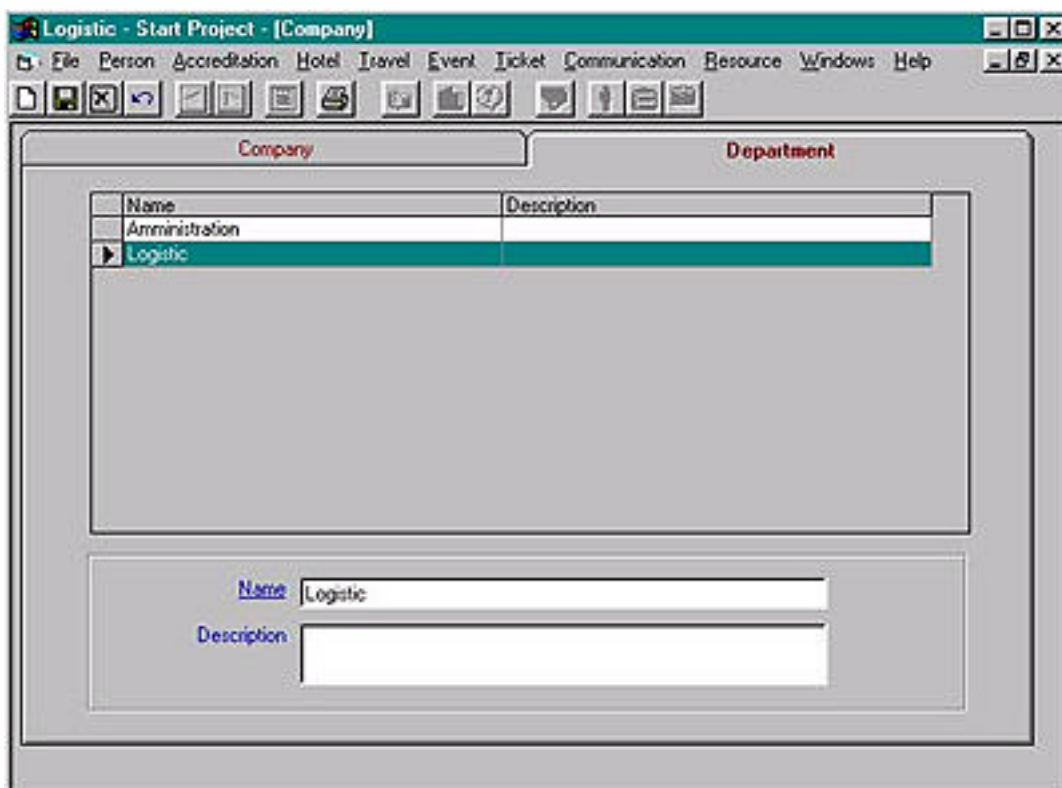 Logistic - Start Project - [Company]
File Person Accreditation Hotel Travel Event Ticket Communication Resource Windows Help
Company Department
Name Description
Amministration
Logistic
Name Logistic
Description